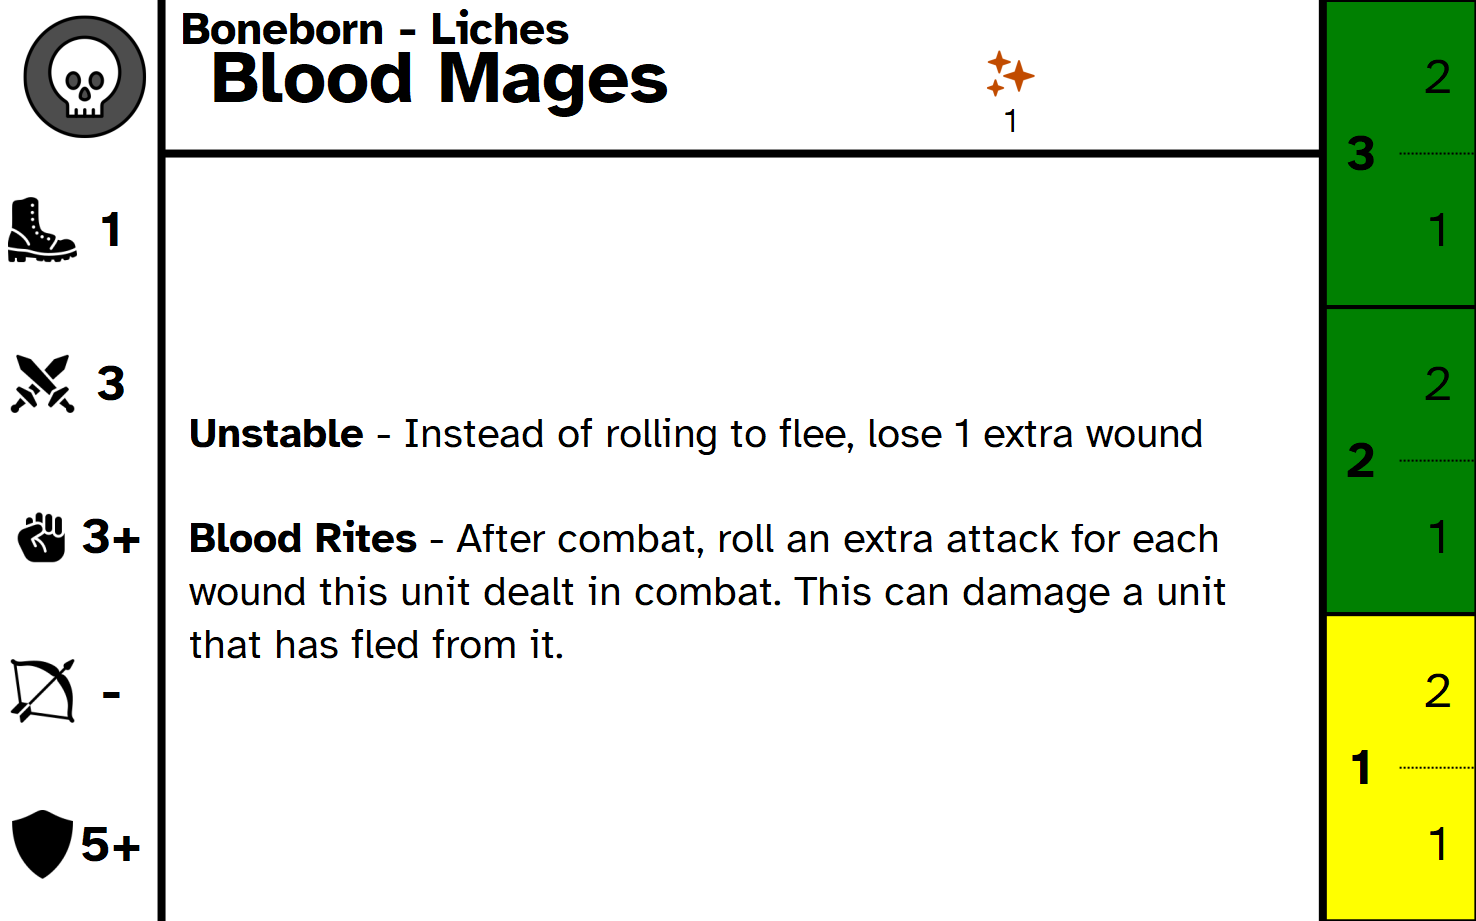 Boneborn - Liches
Blood Mages
1
1
3
3+
-
5+
Unstable - Instead of rolling to flee, lose 1 extra wound
Blood Rites - After combat, roll an extra attack for each
wound this unit dealt in combat. This can damage a unit
that has fled from it.
3
2
1
2
2
1
1
2
1